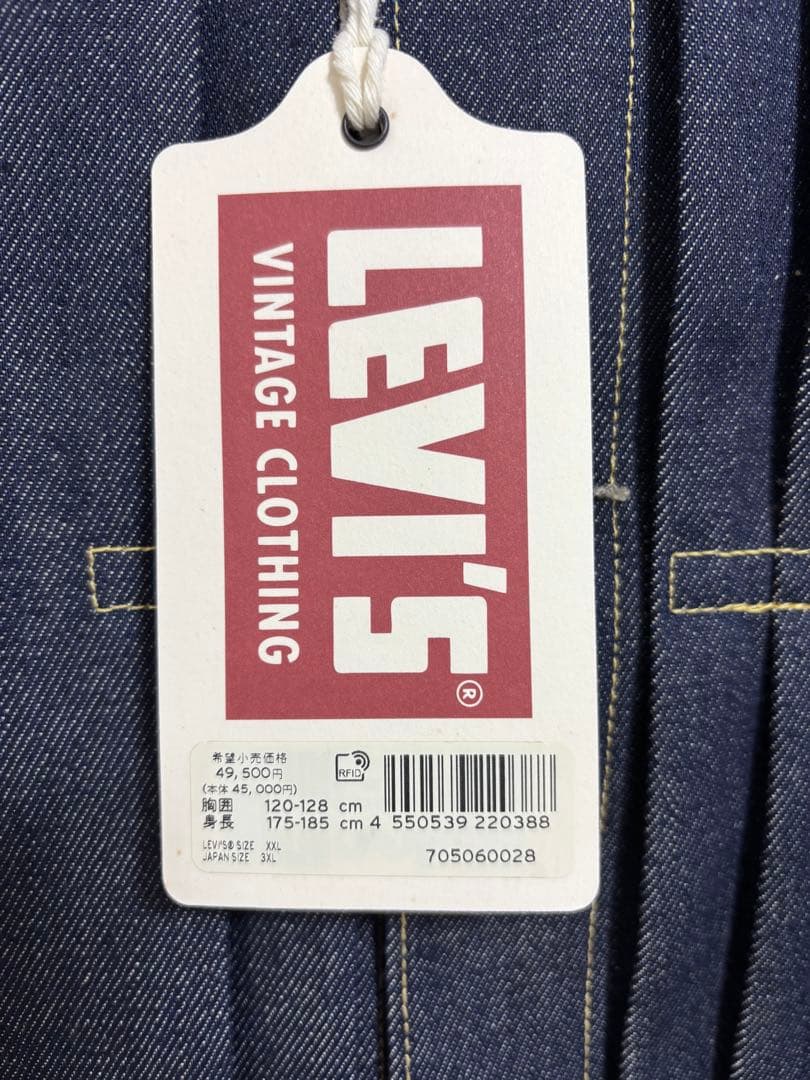 LEVI'S®
VINTAGE CLOTHING
希望小売価格
49,500円
(本体 45,000円)
RFID
胸囲 120-128 cm
身長 175-185 cm
4 550539 220388
LEVI'S® SIZE XXL
JAPAN SIZE 3XL
705060028